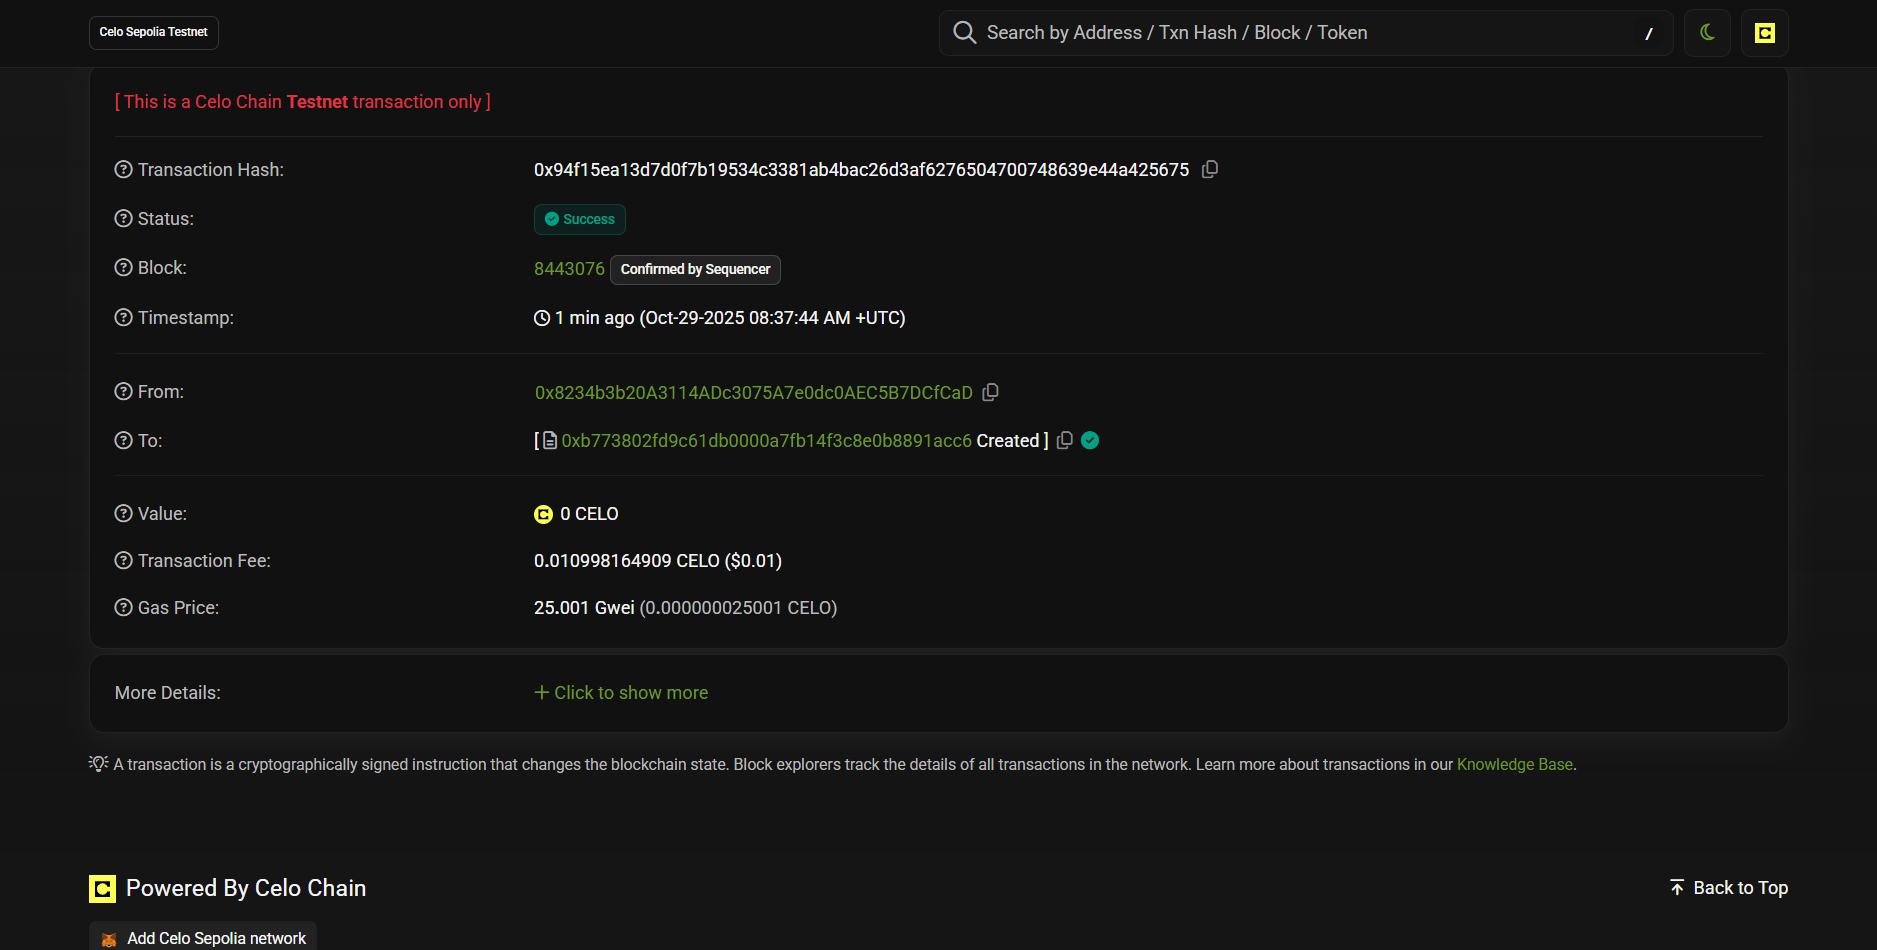 Celo Sepolia Testnet
Search by Address / Txn Hash / Block / Token /
[ This is a Celo Chain Testnet transaction only ]
Transaction Hash: 0x94f15ea13d7d0f7b19534c3381ab4bac26d3af6276504700748639e44a425675
Status: Success
Block: 8443076 Confirmed by Sequencer
Timestamp: 1 min ago (Oct-29-2025 08:37:44 AM +UTC)
From: 0x8234b3b20A3114ADc3075A7e0dc0AEC5B7DCfCaD
To: [ 0xb773802fd9c61db0000a7fb14f3c8e0b8891acc6 Created ]
Value: 0 CELO
Transaction Fee: 0.010998164909 CELO ($0.01)
Gas Price: 25.001 Gwei (0.000000025001 CELO)
More Details: + Click to show more
A transaction is a cryptographically signed instruction that changes the blockchain state. Block explorers track the details of all transactions in the network. Learn more about transactions in our Knowledge Base.
Powered By Celo Chain
Back to Top
Add Celo Sepolia network